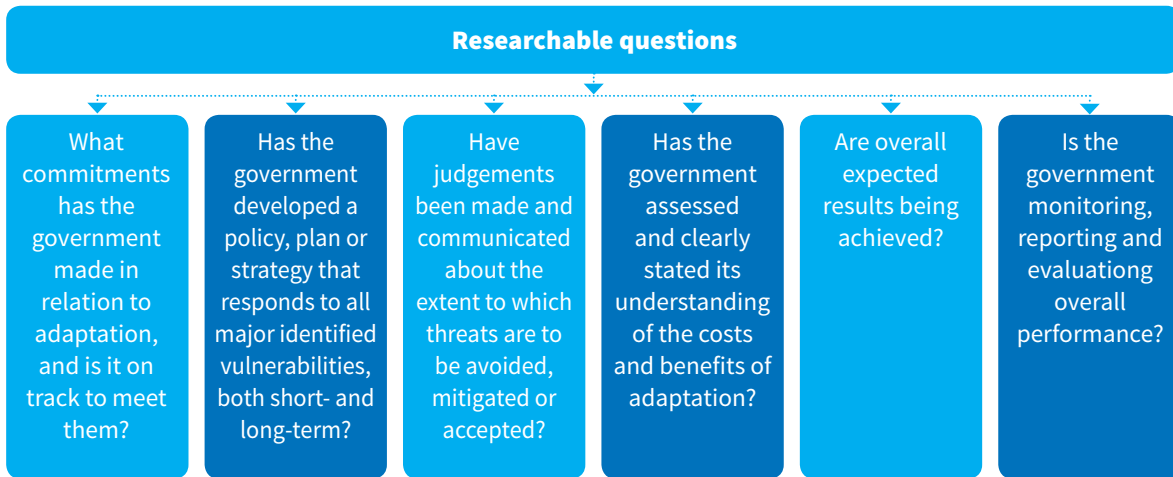 Researchable questions
What
commitments
has the
government
made in
relation to
adaptation,
and is it on
track to meet
them?
Has the
government
developed a
policy, plan or
strategy that
responds to all
major identified
vulnerabilities,
both short- and
long-term?
Have
judgements
been made and
communicated
about the
extent to which
threats are to
be avoided,
mitigated or
accepted?
Has the
government
assessed
and clearly
stated its
understanding
of the costs
and benefits of
adaptation?
Are overall
expected
results being
achieved?
Is the
government
monitoring,
reporting and
evaluationg
overall
performance?